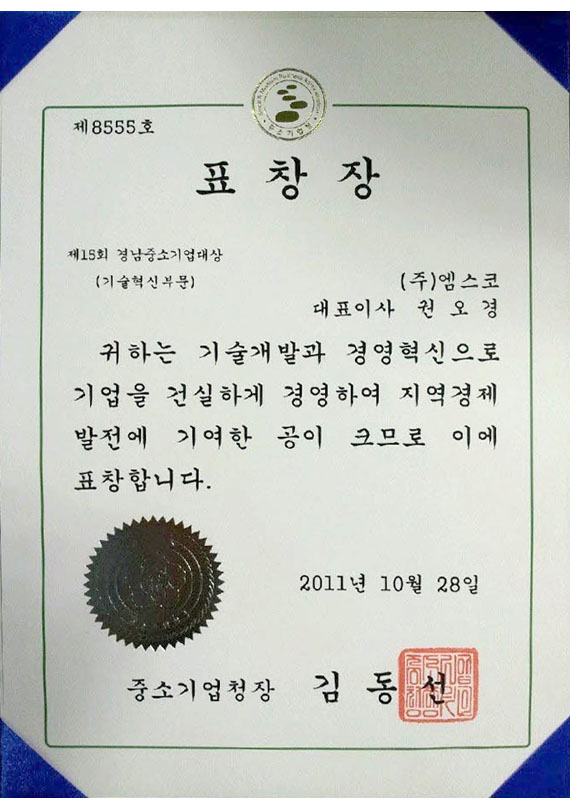 제8555호
중소기업청
표창장
제15회 경남중소기업대상
(기술혁신부문)
(주)엠스코
대표이사 권오경
귀하는 기술개발과 경영혁신으로
기업을 건실하게 경영하여 지역경제
발전에 기여한 공이 크므로 이에
표창합니다.
2011년 10월 28일
중소기업청장 김동선